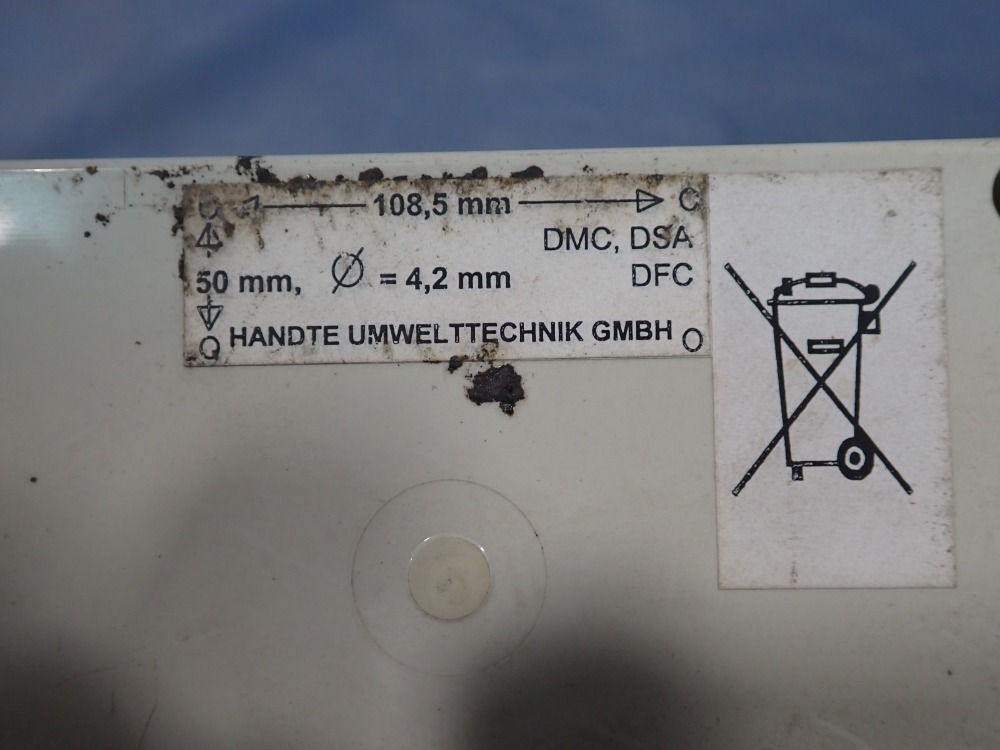 108,5 mm
DMC, DSA
50 mm, Ø = 4,2 mm DFC
HANDTE UMWELTTECHNIK GMBH